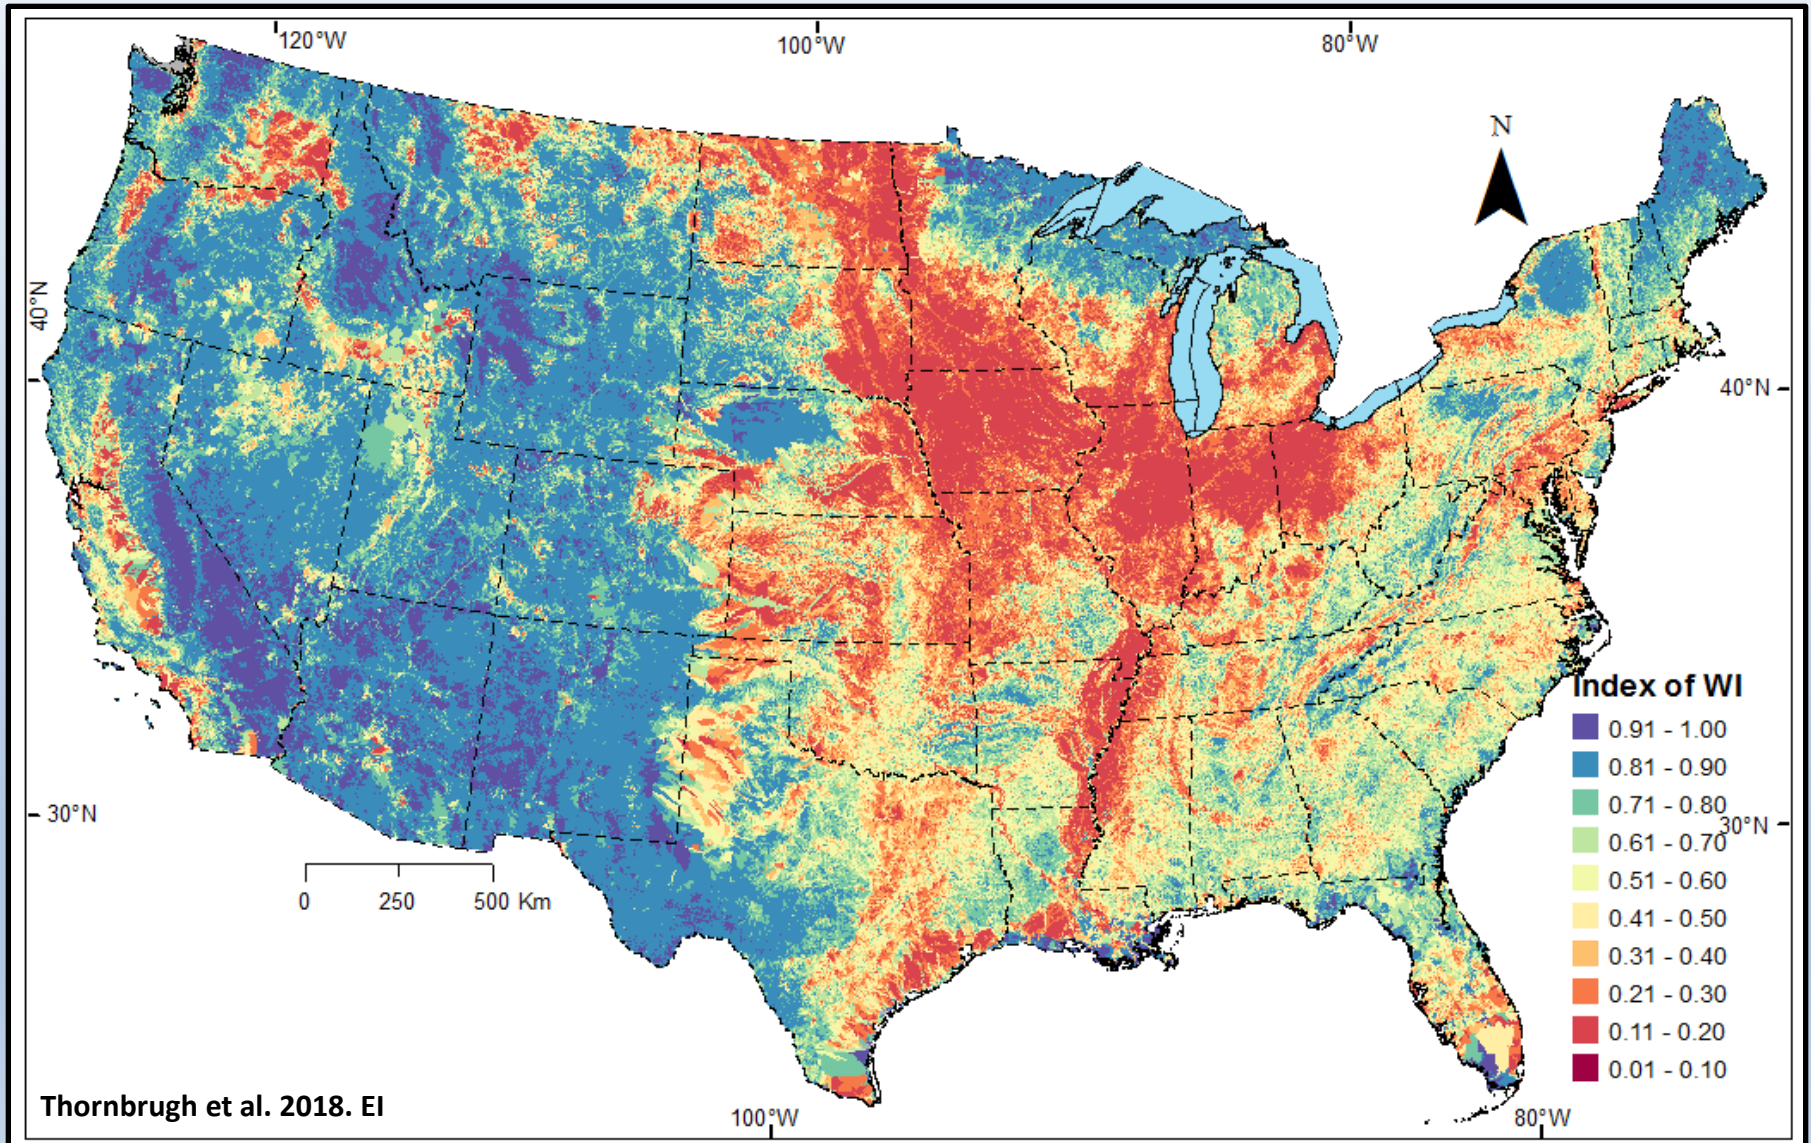 120°W
100°W
80°W
N
40°N
40°N
30°N
30°N
0 250 500 Km
Index of WI
0.91 - 1.00
0.81 - 0.90
0.71 - 0.80
0.61 - 0.70
0.51 - 0.60
0.41 - 0.50
0.31 - 0.40
0.21 - 0.30
0.11 - 0.20
0.01 - 0.10
Thornbrugh et al. 2018. EI
100°W
80°W